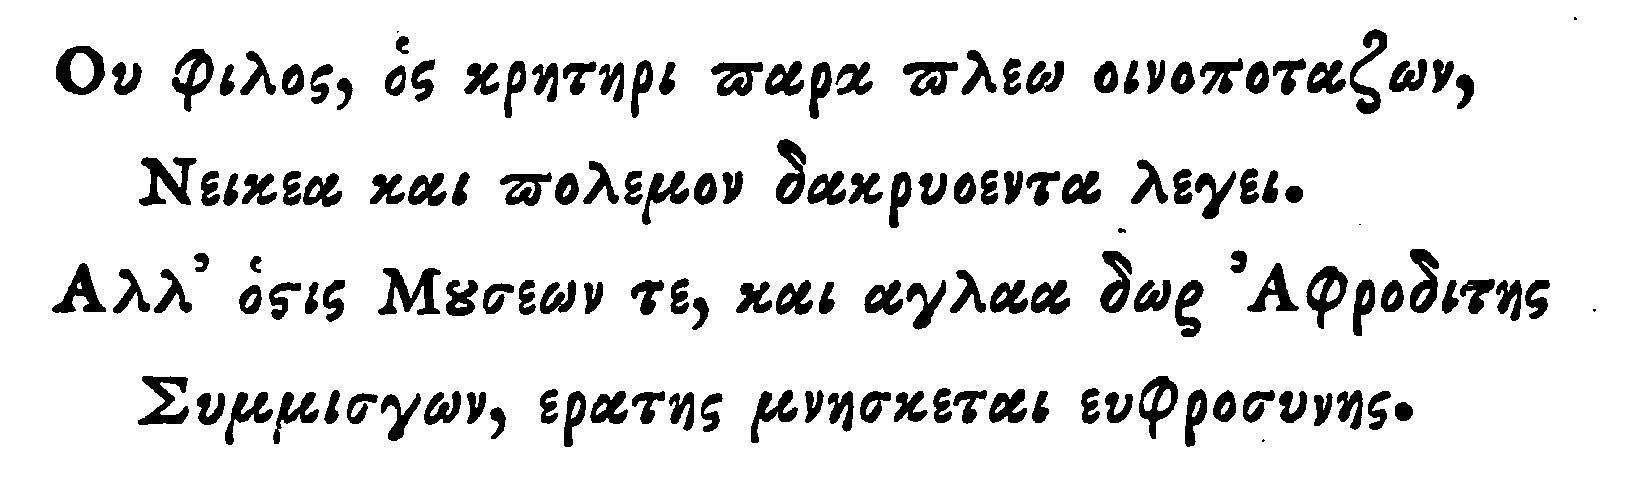 Ου φιλος, ὁς κρητηρι ϖαρα ϖλεω οινοποταζων,
Νεικεα και ϖολεμον δακρυοεντα λεγει.
Αλλ’ ὁϛις Μȣσεων τε, και αγλαα δωρ ’Αφροδιτης
Συμμισγων, ερατης μνησκεται ευφροσυνης.